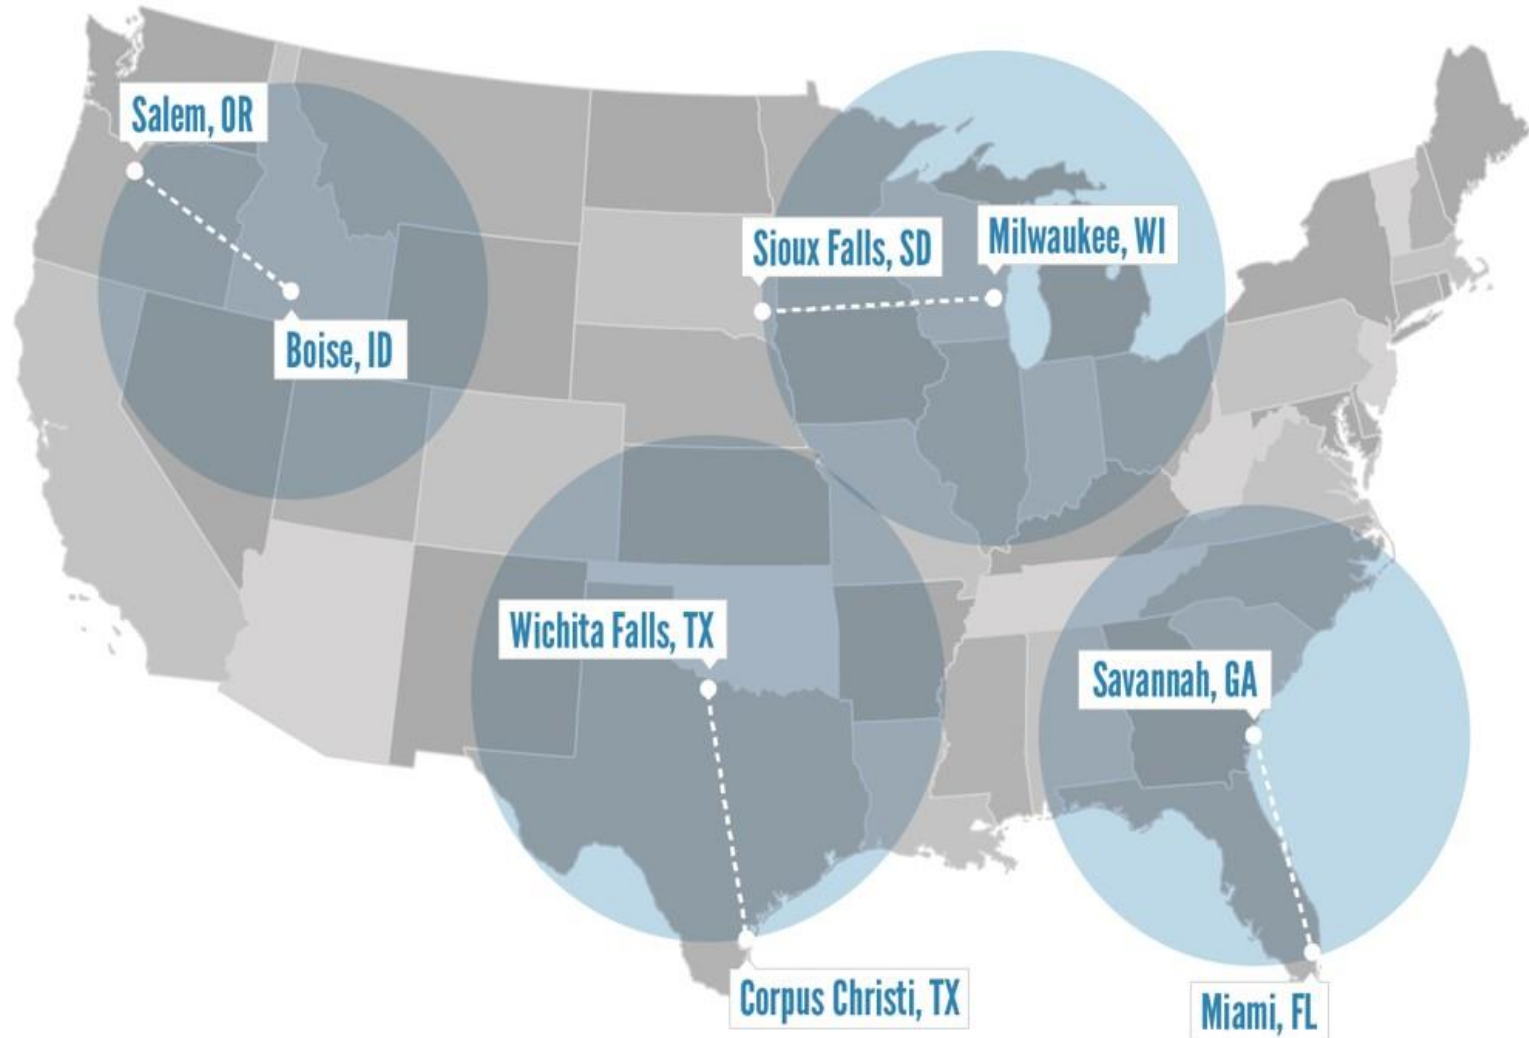 Salem, OR
Boise, ID
Sioux Falls, SD
Milwaukee, WI
Wichita Falls, TX
Corpus Christi, TX
Savannah, GA
Miami, FL